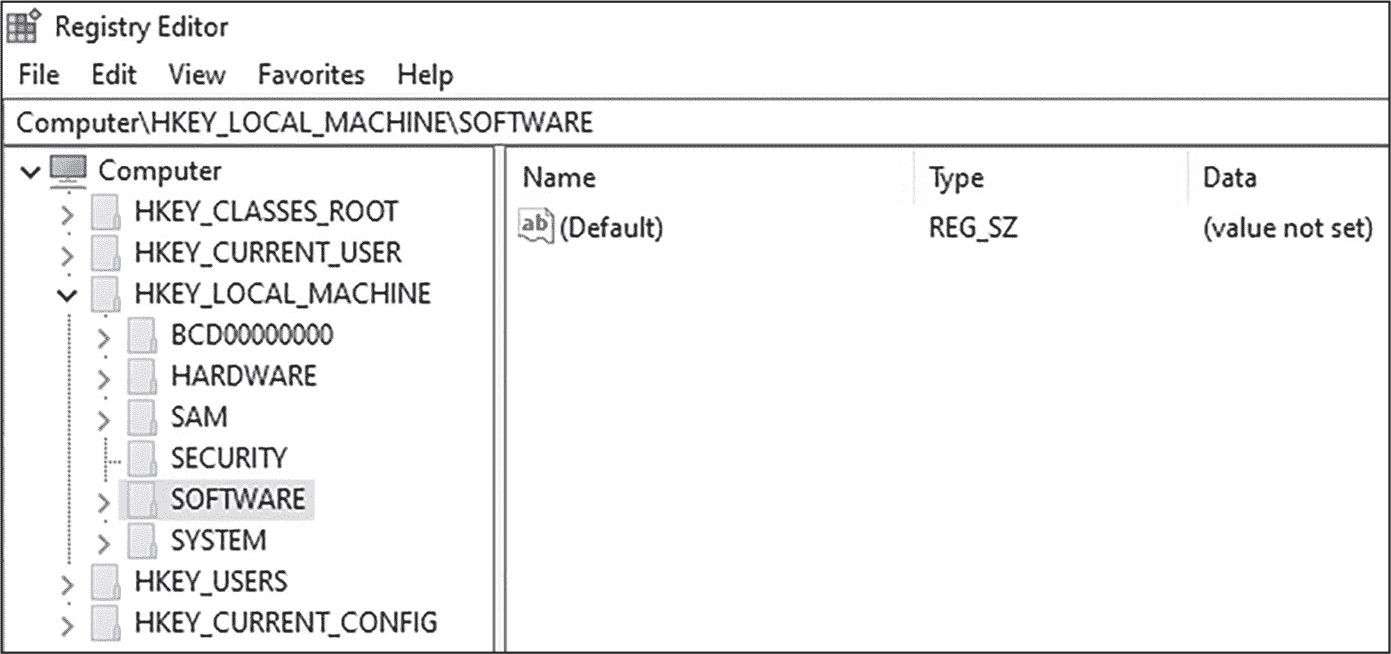 Registry Editor
File Edit View Favorites Help
Computer\HKEY_LOCAL_MACHINE\SOFTWARE
Computer
HKEY_CLASSES_ROOT
HKEY_CURRENT_USER
HKEY_LOCAL_MACHINE
BCD00000000
HARDWARE
SAM
SECURITY
SOFTWARE
SYSTEM
HKEY_USERS
HKEY_CURRENT_CONFIG
Name Type Data
ab (Default) REG_SZ (value not set)